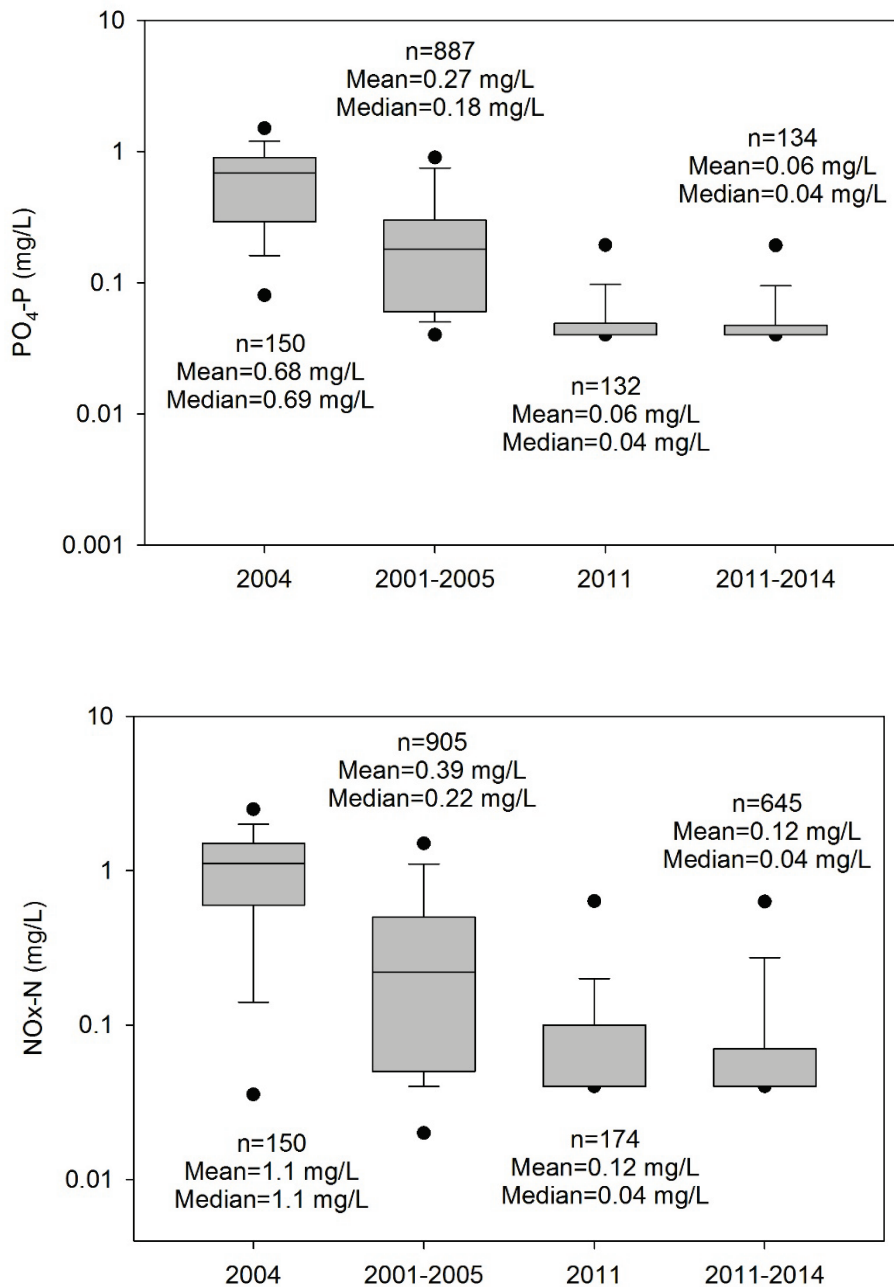 10
n=887
Mean=0.27 mg/L
Median=0.18 mg/L
1
n=134
Mean=0.06 mg/L
Median=0.04 mg/L
PO₄-P (mg/L)
0.1
n=150
Mean=0.68 mg/L
Median=0.69 mg/L
n=132
Mean=0.06 mg/L
Median=0.04 mg/L
0.01
0.001
2004 2001-2005 2011 2011-2014
10
n=905
Mean=0.39 mg/L
Median=0.22 mg/L
n=645
Mean=0.12 mg/L
Median=0.04 mg/L
1
NOx-N (mg/L)
0.1
n=150
Mean=1.1 mg/L
Median=1.1 mg/L
n=174
Mean=0.12 mg/L
Median=0.04 mg/L
0.01
2004 2001-2005 2011 2011-2014